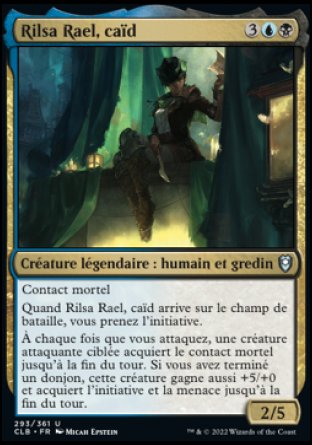 Rilsa Rael, caïd 3
Créature légendaire : humain et gredin
Contact mortel
Quand Rilsa Rael, caïd arrive sur le champ de
bataille, vous prenez l'initiative.
À chaque fois que vous attaquez, une créature
attaquante ciblée acquiert le contact mortel
jusqu'à la fin du tour. Si vous avez terminé
un donjon, cette créature gagne aussi +5/+0
et acquiert l'initiative et la menace jusqu'à la
fin du tour.
2/5
293/361 U
CLB • FR Micah Epstein
™ & © 2022 Wizards of the Coast